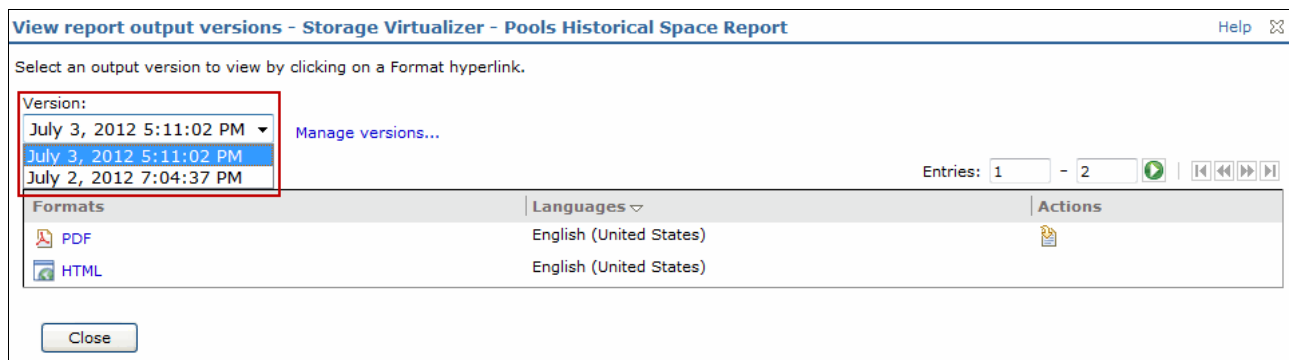 View report output versions - Storage Virtualizer - Pools Historical Space Report Help
Select an output version to view by clicking on a Format hyperlink.
Version:
July 3, 2012 5:11:02 PM Manage versions...
July 3, 2012 5:11:02 PM
July 2, 2012 7:04:37 PM
Entries: 1 - 2
Formats Languages Actions
PDF English (United States)
HTML English (United States)
Close